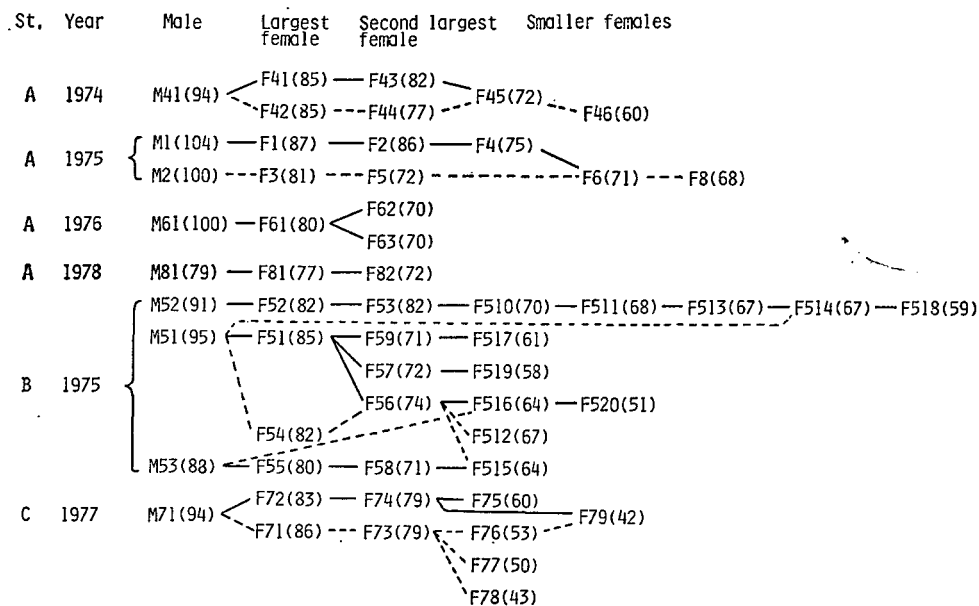 St. Year Male Largest female Second largest female Smaller females
F41(85) F43(82)
A 1974 M41(94) F45(72)
F42(85) F44(77) F46(60)
M1(104) F1(87) F2(86) F4(75)
A 1975
M2(100) F3(81) F5(72) F6(71) F8(68)
F62(70)
A 1976 M61(100) F61(80)
F63(70)
A 1978 M81(79) F81(77) F82(72)
M52(91) F52(82) F53(82) F510(70) F511(68) F513(67) F514(67) F518(59)
M51(95) F51(85) F59(71) F517(61)
F57(72) F519(58)
B 1975
F56(74) F516(64) F520(51)
F54(82) F512(67)
M53(88) F55(80) F58(71) F515(64)
F72(83) F74(79) F75(60)
C 1977 M71(94) F79(42)
F71(86) F73(79) F76(53)
F77(50)
F78(43)